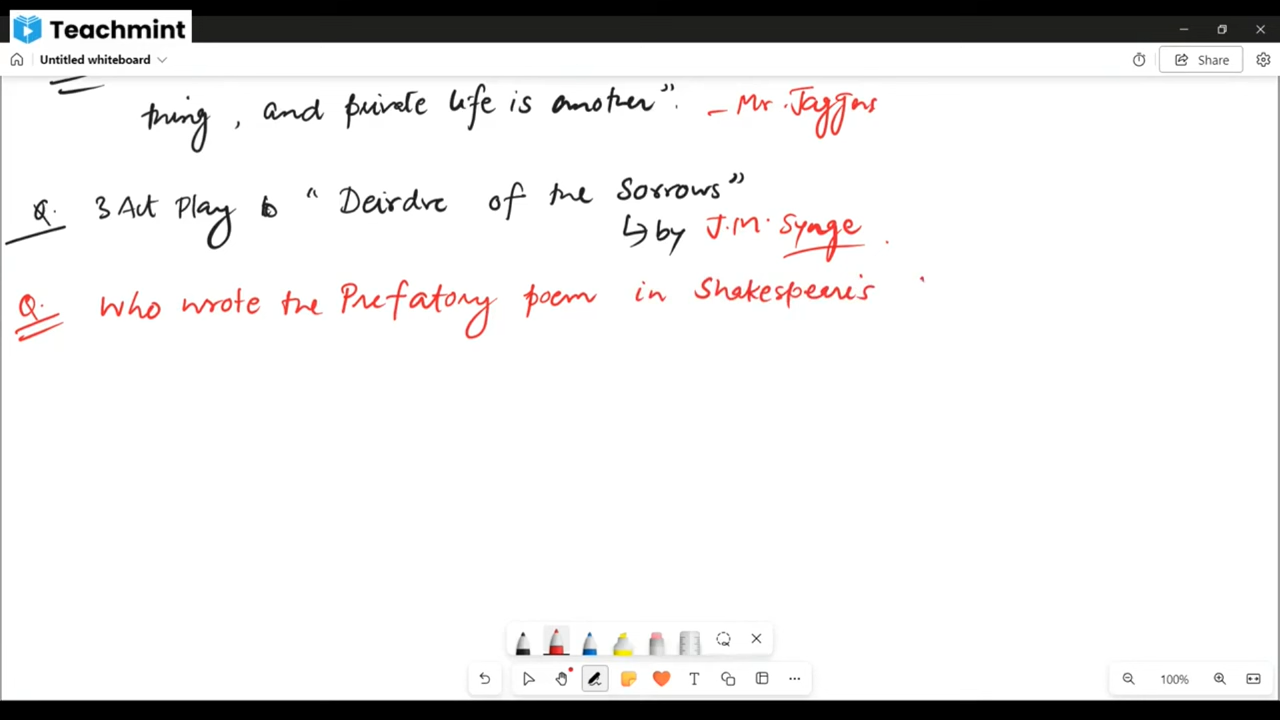 Teachmint
Untitled whiteboard
Share
thing, and private life is another". - Mr. Jaggers
Q. 3 Act Play "Deirdre of the Sorrows"
↳ by J.M. Synge
Q. Who wrote the Prefatory poem in Shakespeare's
T
100%